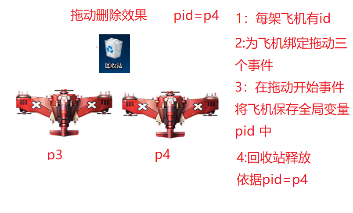 拖动删除效果 pid=p4
回收站
p3
p4
1：每架飞机有id
2:为飞机绑定拖动三
个事件
3：在拖动开始事件
将飞机保存全局变量
pid 中
4:回收站释放
依据pid=p4